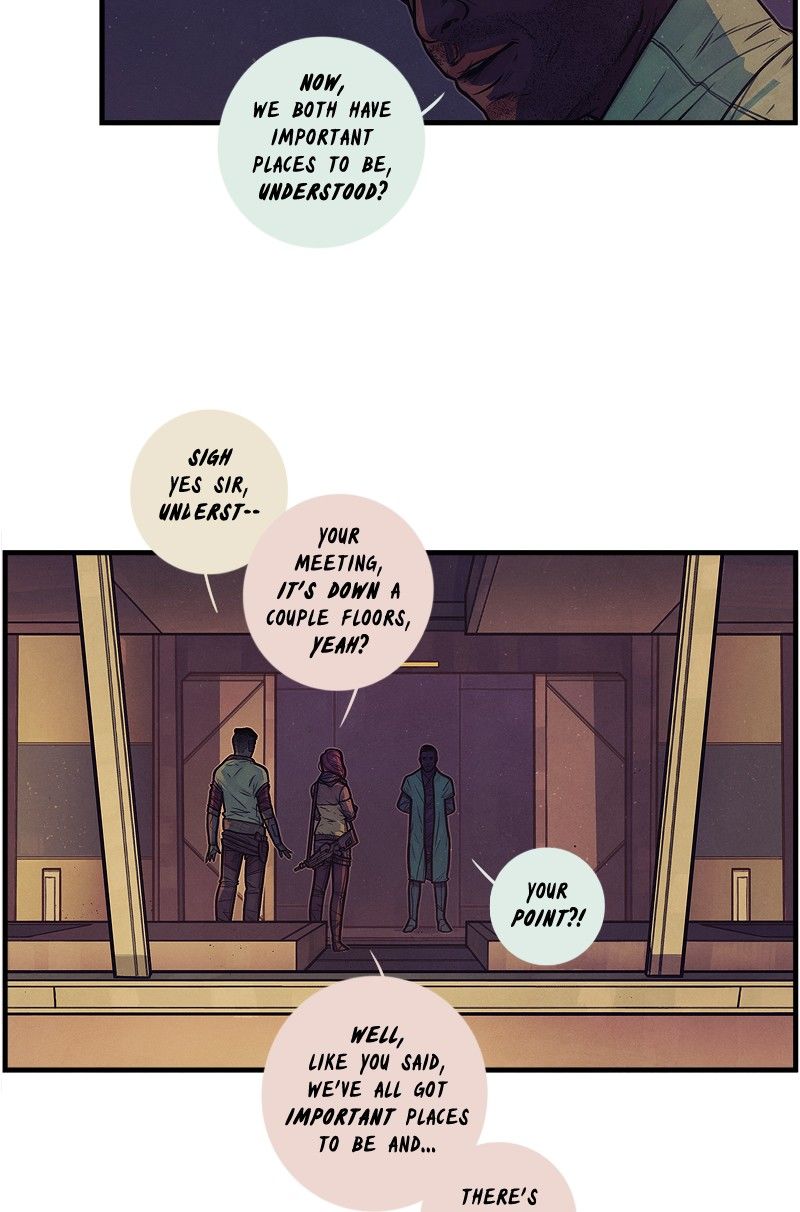 NOW,
WE BOTH HAVE
IMPORTANT
PLACES TO BE,
UNDERSTOOD?
SIGH
YES SIR,
UNDERST--
YOUR
MEETING,
IT'S DOWN A
COUPLE FLOORS,
YEAH?
YOUR
POINT?!
WELL,
LIKE YOU SAID,
WE'VE ALL GOT
IMPORTANT PLACES
TO BE AND...
THERE'S